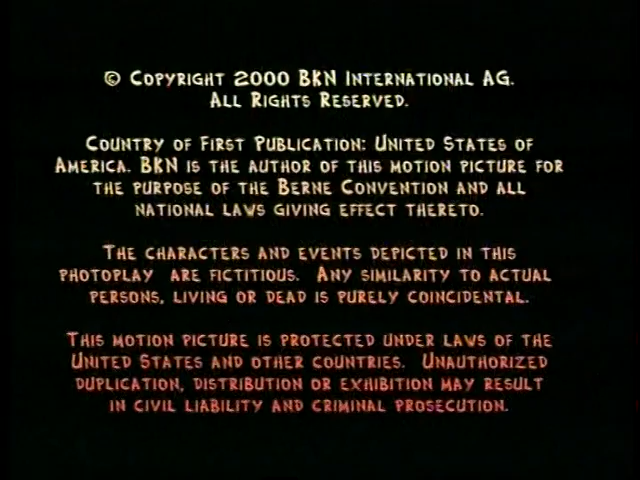 © COPYRIGHT 2000 BKN INTERNATIONAL AG.
ALL RIGHTS RESERVED.
COUNTRY OF FIRST PUBLICATION: UNITED STATES OF
AMERICA. BKN IS THE AUTHOR OF THIS MOTION PICTURE FOR
THE PURPOSE OF THE BERNE CONVENTION AND ALL
NATIONAL LAWS GIVING EFFECT THERETO.
THE CHARACTERS AND EVENTS DEPICTED IN THIS
PHOTOPLAY ARE FICTITIOUS. ANY SIMILARITY TO ACTUAL
PERSONS, LIVING OR DEAD IS PURELY COINCIDENTAL.
THIS MOTION PICTURE IS PROTECTED UNDER LAWS OF THE
UNITED STATES AND OTHER COUNTRIES. UNAUTHORIZED
DUPLICATION, DISTRIBUTION OR EXHIBITION MAY RESULT
IN CIVIL LIABILITY AND CRIMINAL PROSECUTION.